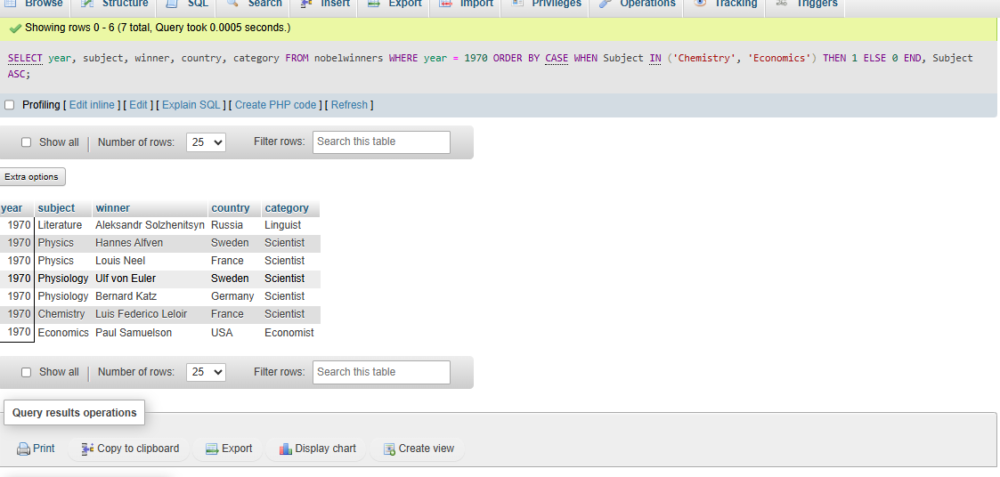 Browse Structure SQL Search Insert Export Import Privileges Operations Tracking Triggers
Showing rows 0 - 6 (7 total, Query took 0.0005 seconds.)
SELECT year, subject, winner, country, category FROM nobelwinners WHERE year = 1970 ORDER BY CASE WHEN Subject IN ('Chemistry', 'Economics') THEN 1 ELSE 0 END, Subject
ASC;
Profiling [ Edit inline ] [ Edit ] [ Explain SQL ] [ Create PHP code ] [ Refresh ]
Show all Number of rows: 25 Filter rows: Search this table
Extra options
year subject winner country category
1970 Literature Aleksandr Solzhenitsyn Russia Linguist
1970 Physics Hannes Alfven Sweden Scientist
1970 Physics Louis Neel France Scientist
1970 Physiology Ulf von Euler Sweden Scientist
1970 Physiology Bernard Katz Germany Scientist
1970 Chemistry Luis Federico Leloir France Scientist
1970 Economics Paul Samuelson USA Economist
Show all Number of rows: 25 Filter rows: Search this table
Query results operations
Print Copy to clipboard Export Display chart Create view